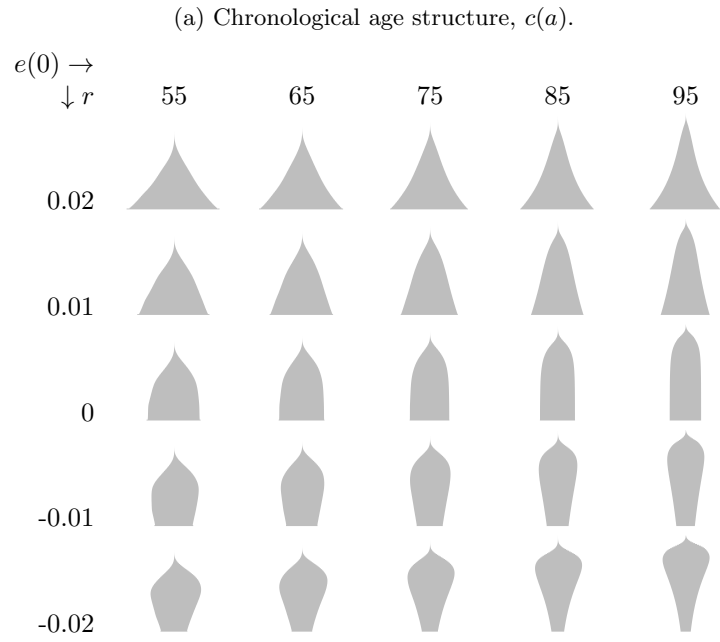 (a) Chronological age structure, c(a).
e(0) →
↓ r 55 65 75 85 95
0.02
0.01
0
-0.01
-0.02